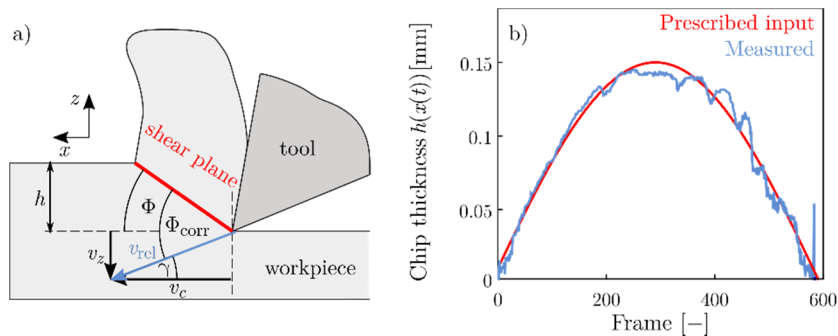 a)
z
x
shear plane
tool
h
Φ
Φcorr
vz
vrel
γ
vc
workpiece
b)
Prescribed input
Measured
Chip thickness h(x(t)) [mm]
0.15
0.1
0.05
0
0
200
400
600
Frame [−]